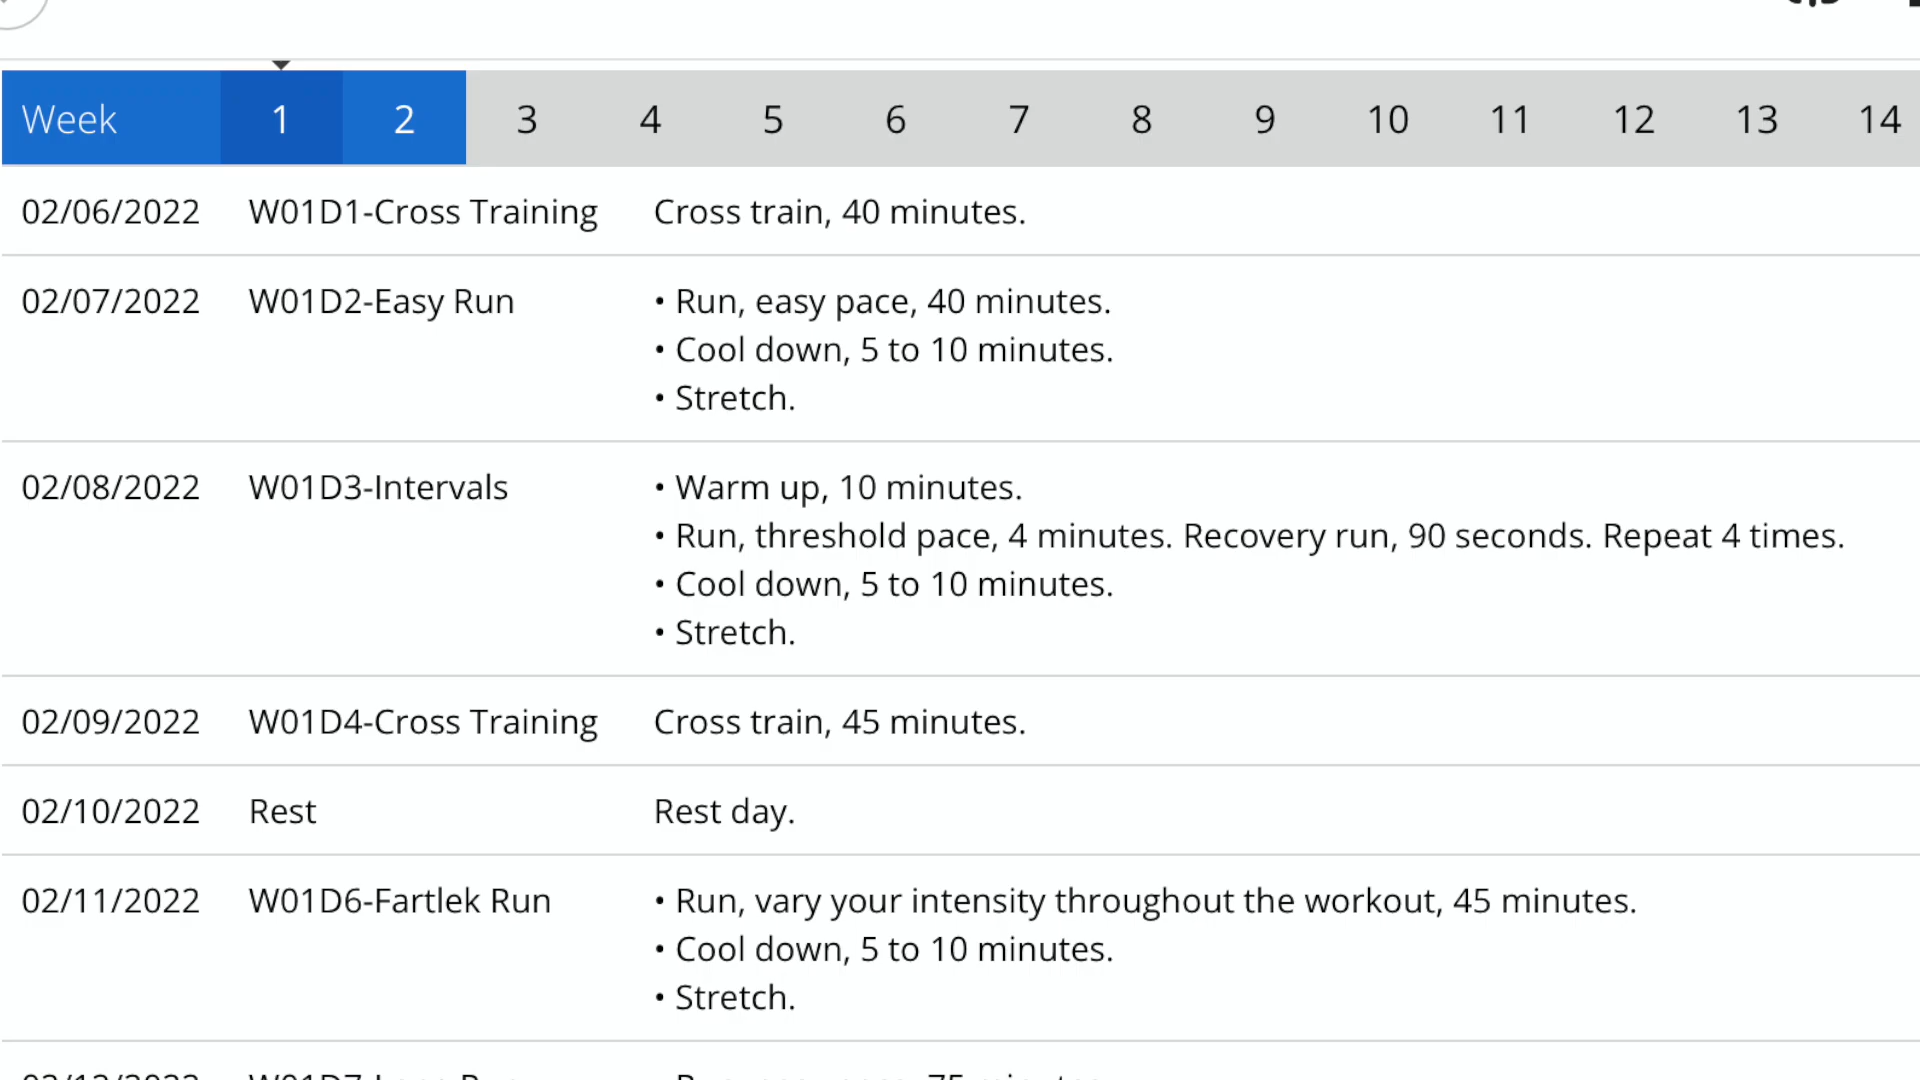 Week 1 2 3 4 5 6 7 8 9 10 11 12 13 14
02/06/2022 W01D1-Cross Training Cross train, 40 minutes.
02/07/2022 W01D2-Easy Run • Run, easy pace, 40 minutes.
• Cool down, 5 to 10 minutes.
• Stretch.
02/08/2022 W01D3-Intervals • Warm up, 10 minutes.
• Run, threshold pace, 4 minutes. Recovery run, 90 seconds. Repeat 4 times.
• Cool down, 5 to 10 minutes.
• Stretch.
02/09/2022 W01D4-Cross Training Cross train, 45 minutes.
02/10/2022 Rest Rest day.
02/11/2022 W01D6-Fartlek Run • Run, vary your intensity throughout the workout, 45 minutes.
• Cool down, 5 to 10 minutes.
• Stretch.